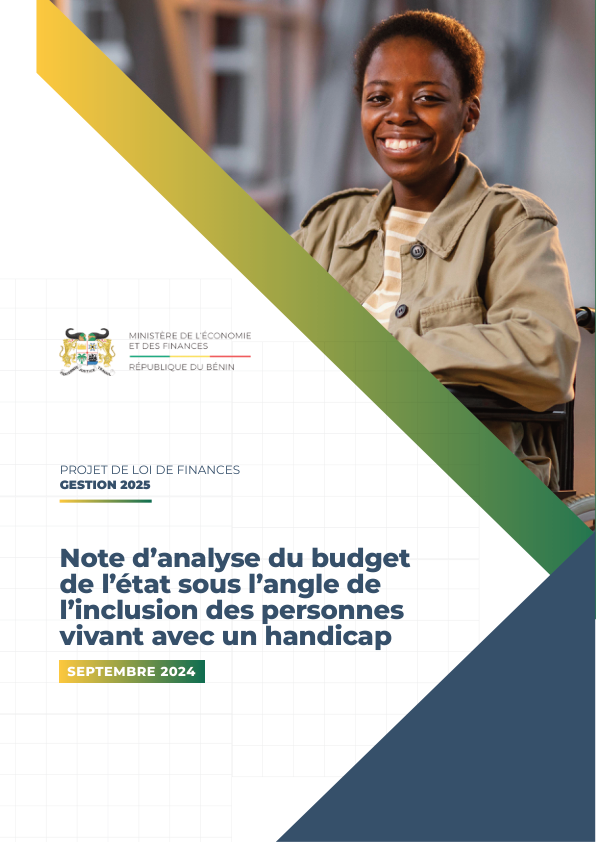 MINISTÈRE DE L'ÉCONOMIE
ET DES FINANCES
RÉPUBLIQUE DU BÉNIN
PROJET DE LOI DE FINANCES
GESTION 2025
Note d'analyse du budget
de l'état sous l'angle de
l'inclusion des personnes
vivant avec un handicap
SEPTEMBRE 2024